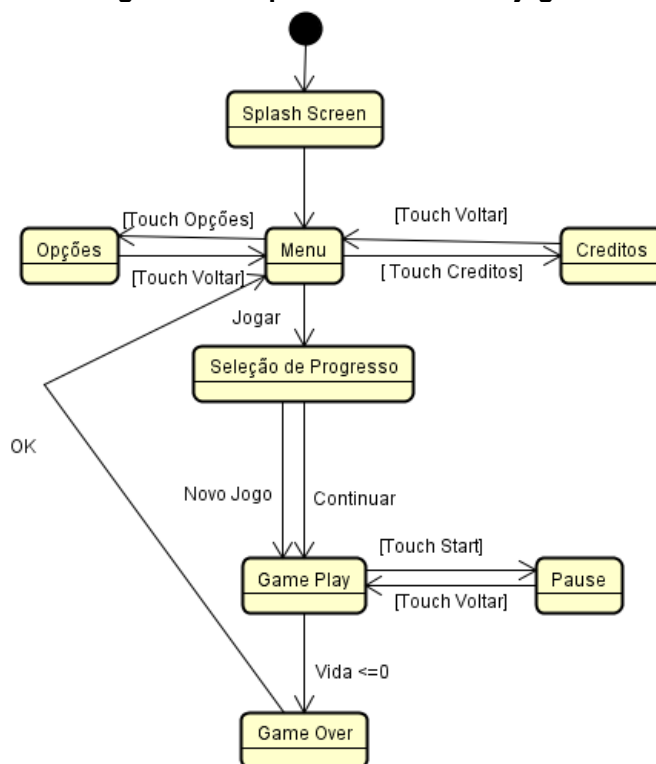 Splash Screen
[Touch Opções]
[Touch Voltar]
Opções
Menu
Creditos
[Touch Voltar]
[ Touch Creditos]
Jogar
Seleção de Progresso
OK
Novo Jogo
Continuar
[Touch Start]
Game Play
Pause
[Touch Voltar]
Vida <=0
Game Over